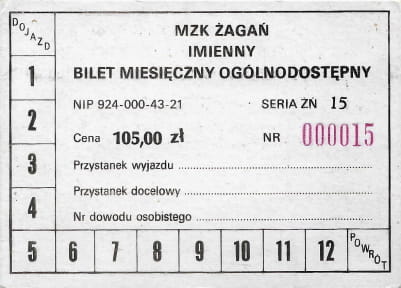 DOJAZD
MZK ŻAGAŃ
IMIENNY
BILET MIESIĘCZNY OGÓLNODOSTĘPNY
NIP 924-000-43-21 SERIA ŻŃ 15
Cena 105,00 zł NR 000015
Przystanek wyjazdu
Przystanek docelowy
Nr dowodu osobistego
1
2
3
4
5 6 7 8 9 10 11 12
POWRÓT